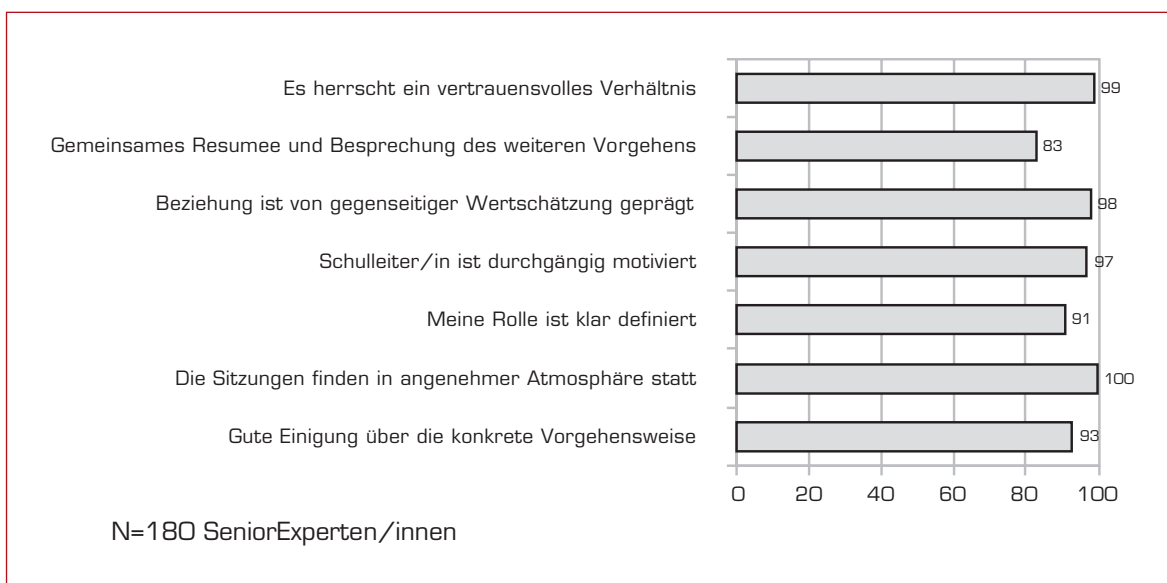 Es herrscht ein vertrauensvolles Verhältnis 99
Gemeinsames Resumee und Besprechung des weiteren Vorgehens 83
Beziehung ist von gegenseitiger Wertschätzung geprägt 98
Schulleiter/in ist durchgängig motiviert 97
Meine Rolle ist klar definiert 91
Die Sitzungen finden in angenehmer Atmosphäre statt 100
Gute Einigung über die konkrete Vorgehensweise 93
0 20 40 60 80 100
N=180 SeniorExperten/innen